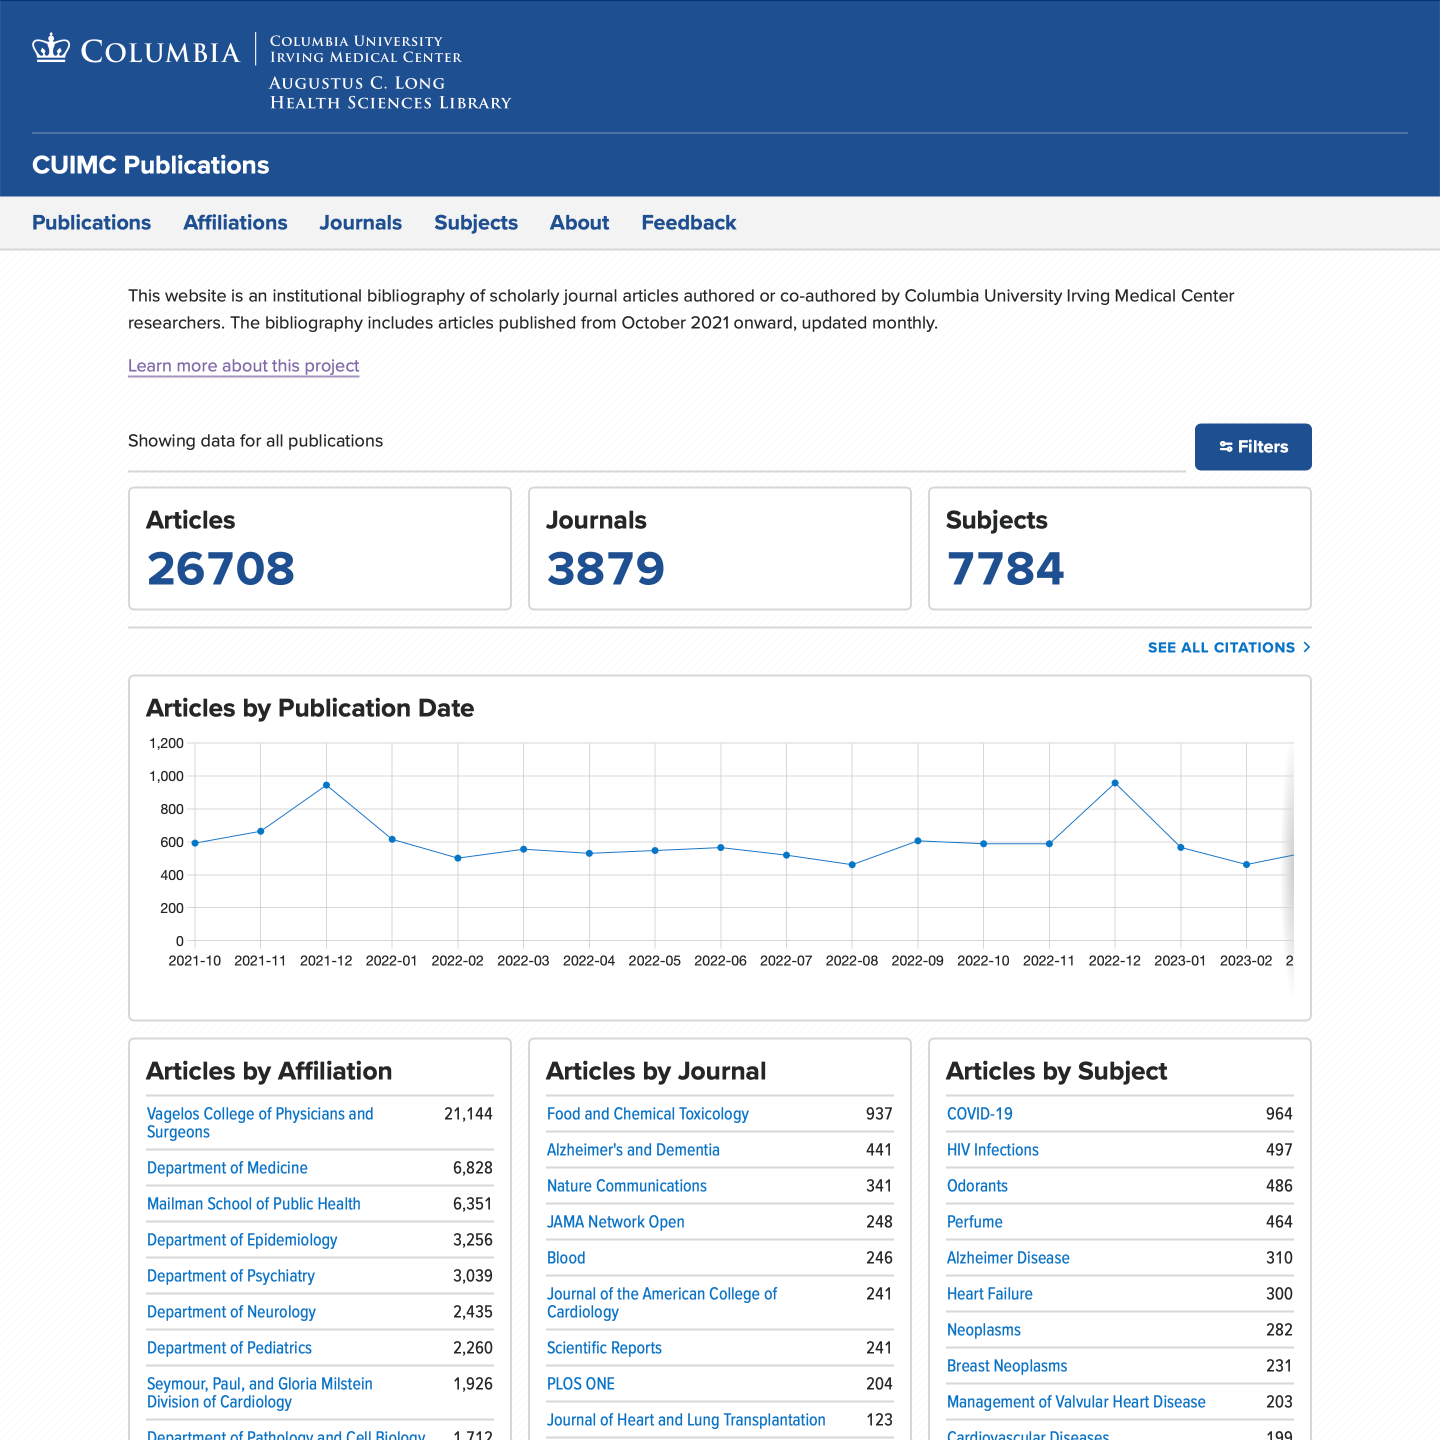 COLUMBIA
COLUMBIA UNIVERSITY
IRVING MEDICAL CENTER
AUGUSTUS C. LONG
HEALTH SCIENCES LIBRARY
CUIMC Publications
Publications Affiliations Journals Subjects About Feedback
This website is an institutional bibliography of scholarly journal articles authored or co-authored by Columbia University Irving Medical Center
researchers. The bibliography includes articles published from October 2021 onward, updated monthly.
Learn more about this project
Showing data for all publications
Filters
Articles
26708
Journals
3879
Subjects
7784
SEE ALL CITATIONS
Articles by Publication Date
1,200
1,000
800
600
400
200
0
2021-10 2021-11 2021-12 2022-01 2022-02 2022-03 2022-04 2022-05 2022-06 2022-07 2022-08 2022-09 2022-10 2022-11 2022-12 2023-01 2023-02 2
Articles by Affiliation
Vagelos College of Physicians and 21,144
Surgeons
Department of Medicine 6,828
Mailman School of Public Health 6,351
Department of Epidemiology 3,256
Department of Psychiatry 3,039
Department of Neurology 2,435
Department of Pediatrics 2,260
Seymour, Paul, and Gloria Milstein 1,926
Division of Cardiology
Department of Pathology and Cell Biology 1,712
Articles by Journal
Food and Chemical Toxicology 937
Alzheimer's and Dementia 441
Nature Communications 341
JAMA Network Open 248
Blood 246
Journal of the American College of 241
Cardiology
Scientific Reports 241
PLOS ONE 204
Journal of Heart and Lung Transplantation 123
Articles by Subject
COVID-19 964
HIV Infections 497
Odorants 486
Perfume 464
Alzheimer Disease 310
Heart Failure 300
Neoplasms 282
Breast Neoplasms 231
Management of Valvular Heart Disease 203
Cardiovascular Diseases 199